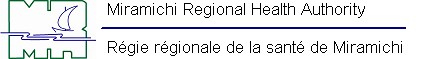 Miramichi Regional Health Authority
Régie régionale de la santé de Miramichi